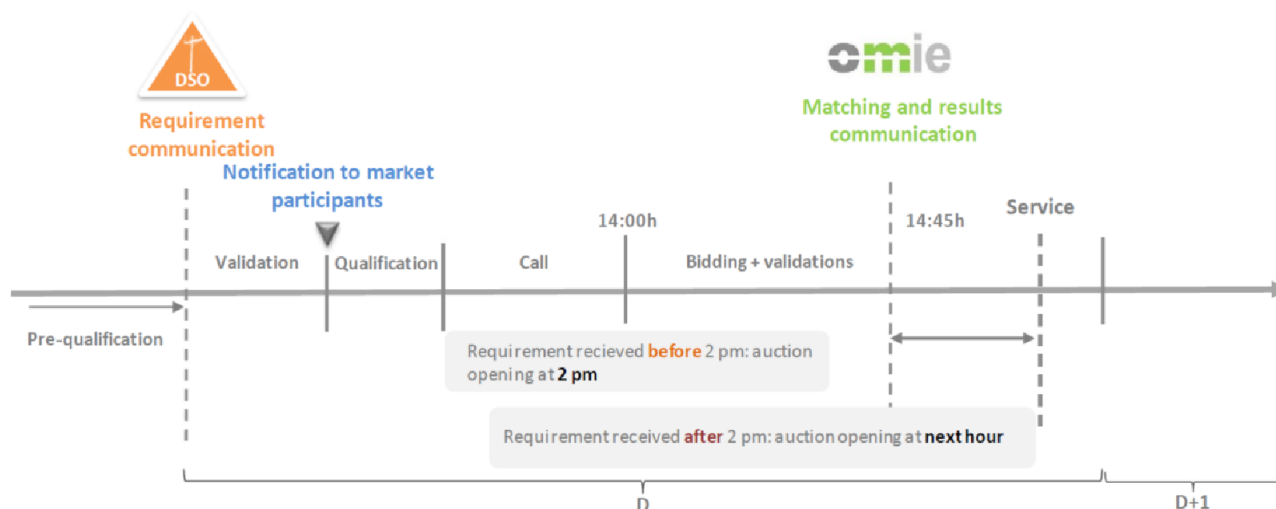 DSO
Requirement
communication
omie
Matching and results
communication
Notification to market
participants
14:00h
14:45h
Service
Validation
Qualification
Call
Bidding + validations
Pre-qualification
Requirement recieved before 2 pm: auction
opening at 2 pm
Requirement received after 2 pm: auction opening at next hour
D
D+1